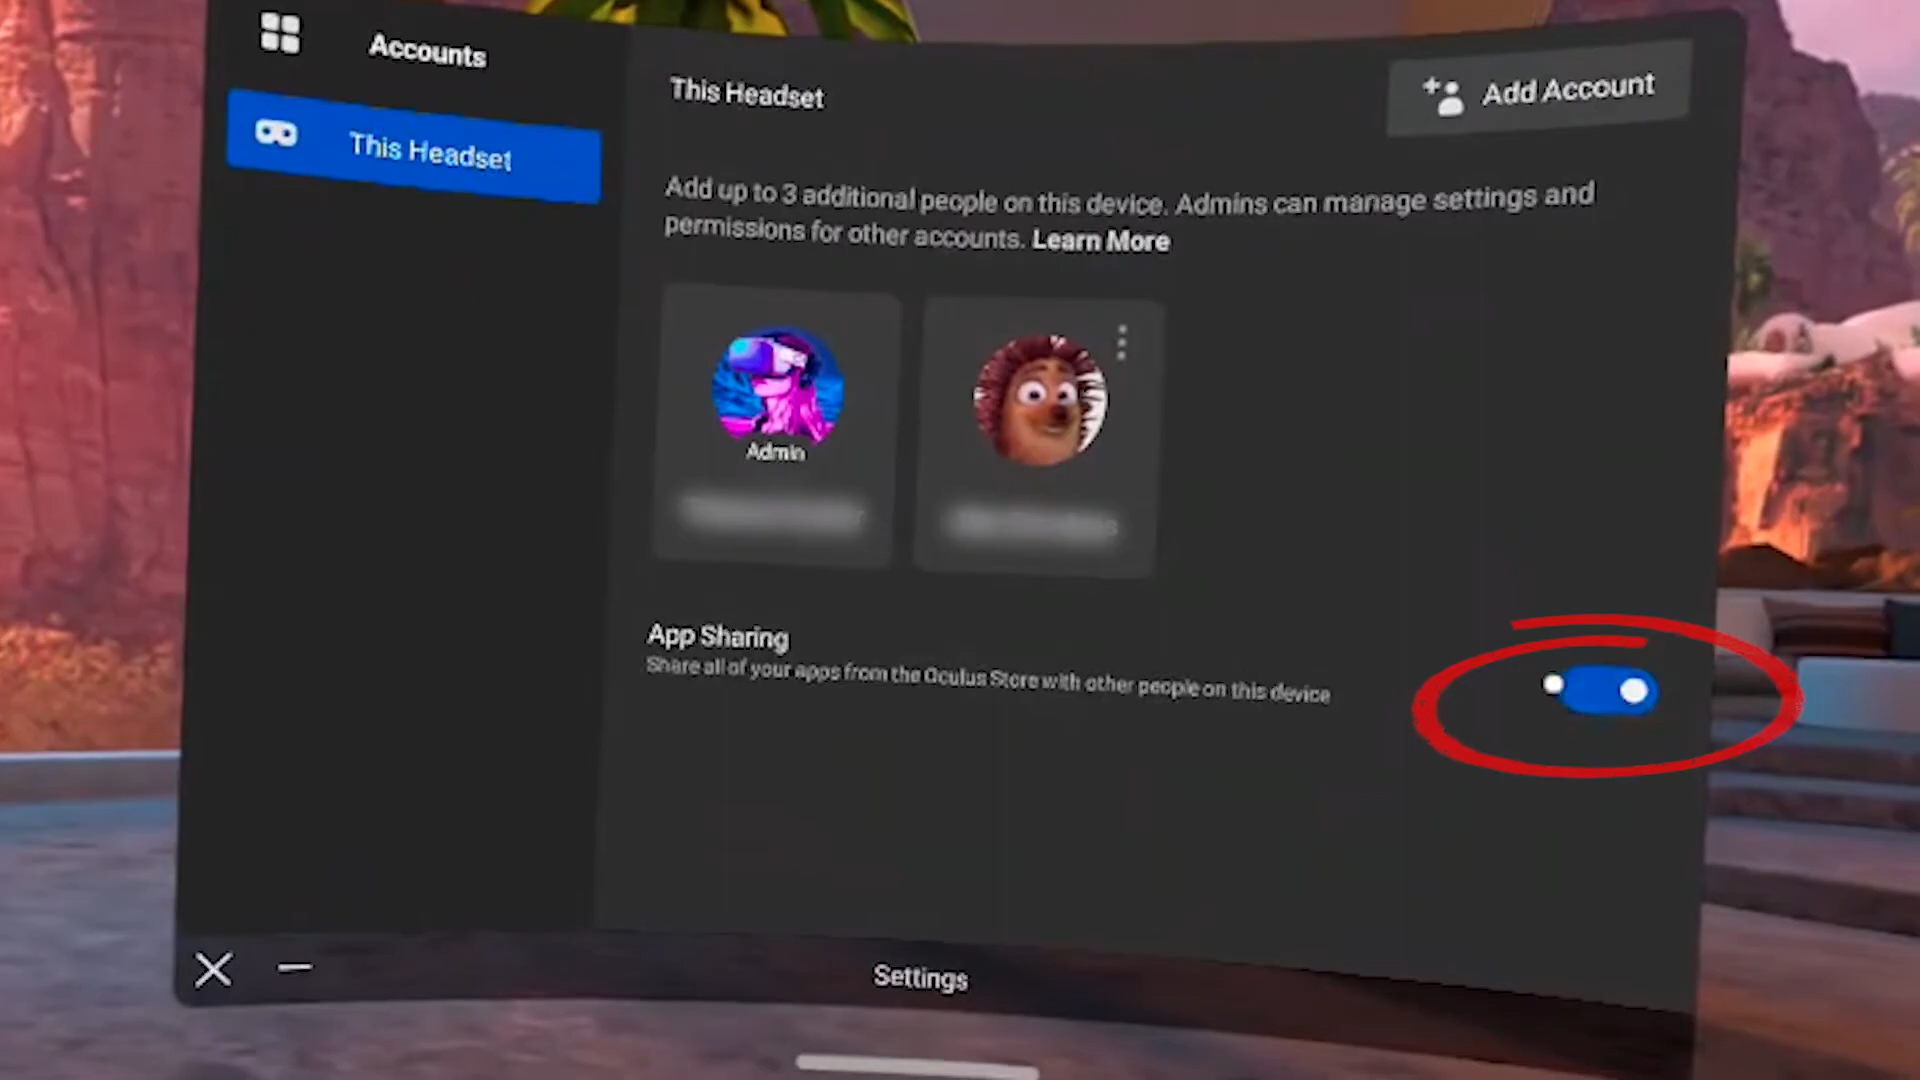 Accounts
This Headset
This Headset
Add Account
Add up to 3 additional people on this device. Admins can manage settings and
permissions for other accounts. Learn More
Admin
App Sharing
Share all of your apps from the Oculus Store with other people on this device
Settings